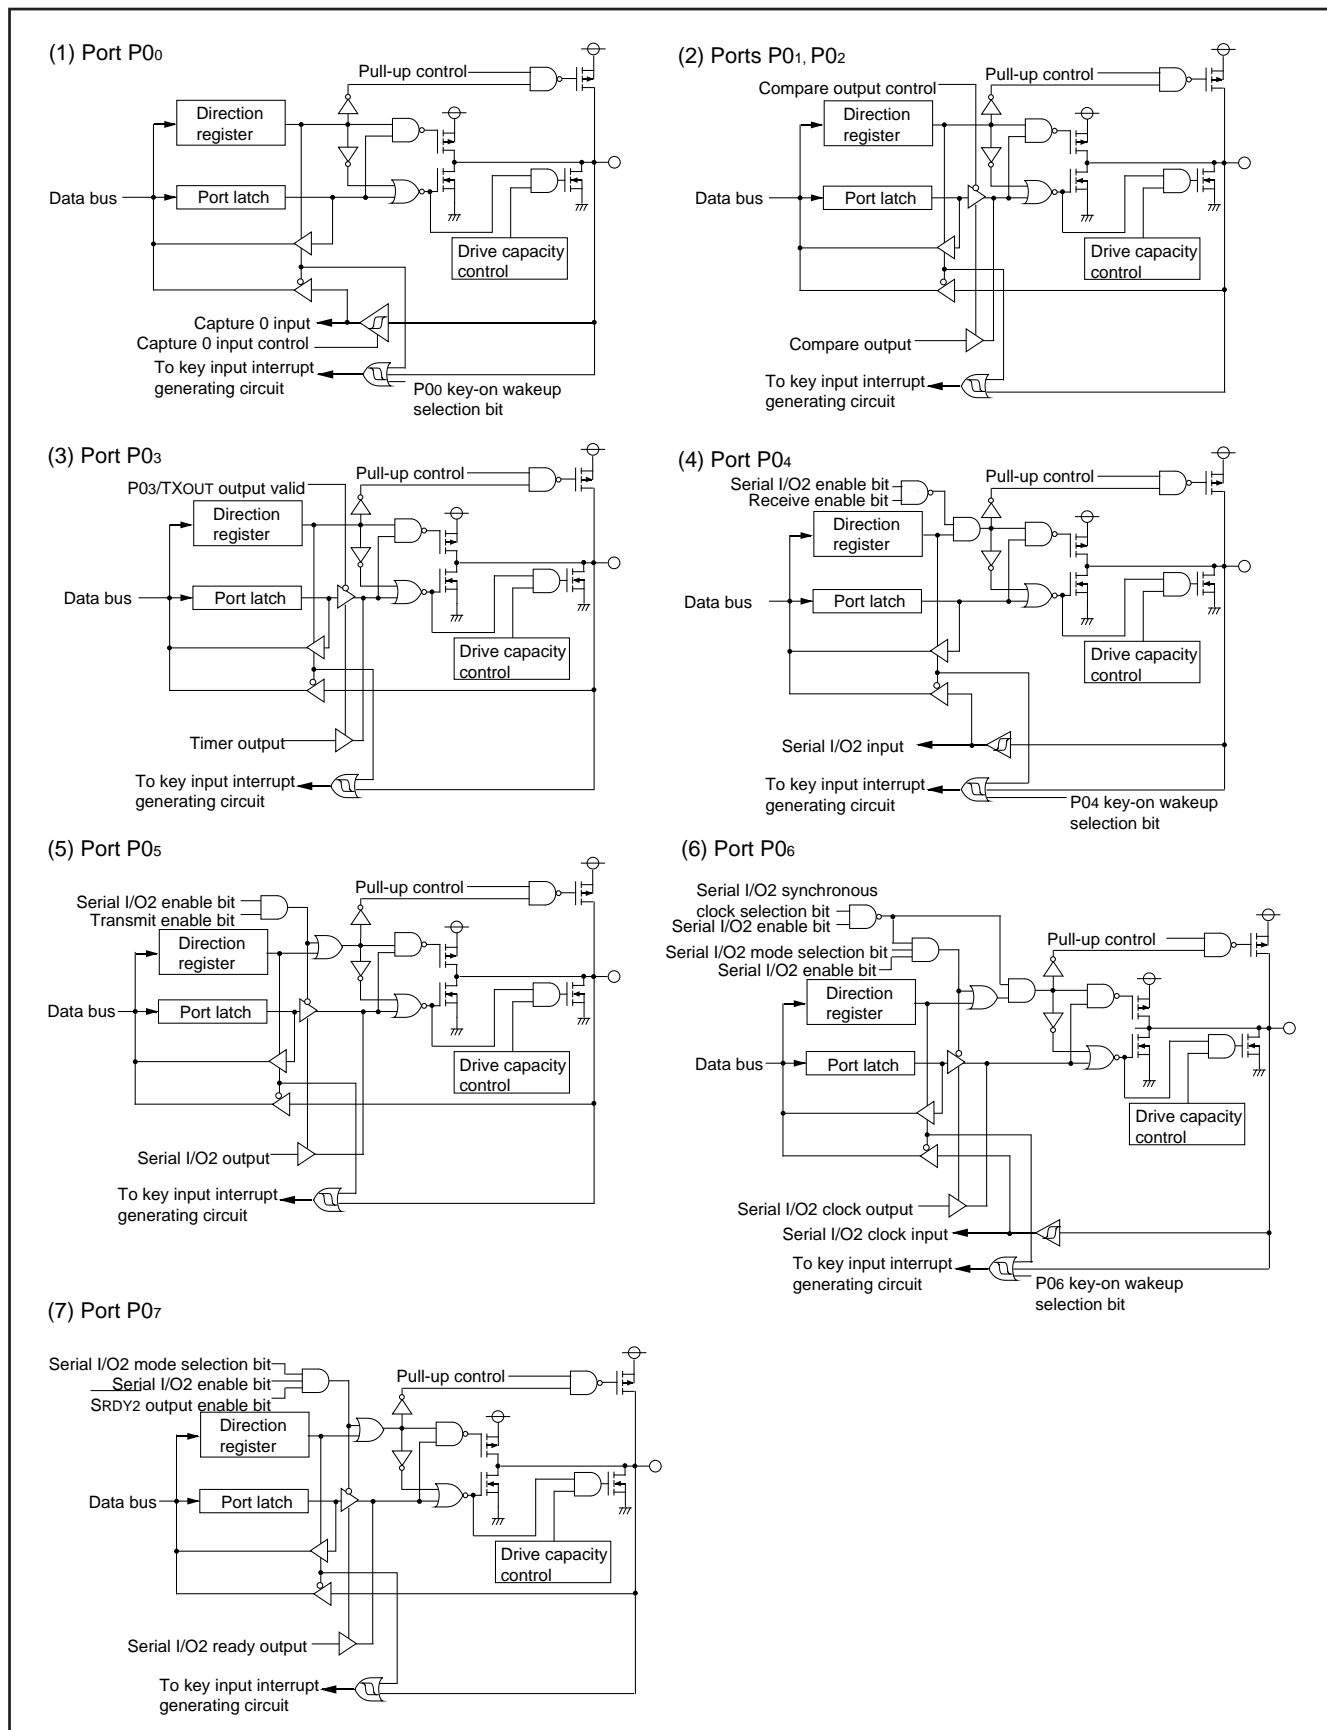 (1) Port P00
Pull-up control
Direction
register
Data bus
Port latch
Drive capacity
control
Capture 0 input
Capture 0 input control
To key input interrupt
generating circuit
P00 key-on wakeup
selection bit
(2) Ports P01, P02
Pull-up control
Compare output control
Direction
register
Data bus
Port latch
Drive capacity
control
Compare output
To key input interrupt
generating circuit
(3) Port P03
Pull-up control
P03/TXOUT output valid
Direction
register
Data bus
Port latch
Drive capacity
control
Timer output
To key input interrupt
generating circuit
(4) Port P04
Pull-up control
Serial I/O2 enable bit
Receive enable bit
Direction
register
Data bus
Port latch
Drive capacity
control
Serial I/O2 input
To key input interrupt
generating circuit
P04 key-on wakeup
selection bit
(5) Port P05
Pull-up control
Serial I/O2 enable bit
Transmit enable bit
Direction
register
Data bus
Port latch
Drive capacity
control
Serial I/O2 output
To key input interrupt
generating circuit
(6) Port P06
Serial I/O2 synchronous
clock selection bit
Serial I/O2 enable bit
Pull-up control
Serial I/O2 mode selection bit
Serial I/O2 enable bit
Direction
register
Data bus
Port latch
Drive capacity
control
Serial I/O2 clock output
Serial I/O2 clock input
To key input interrupt
generating circuit
P06 key-on wakeup
selection bit
(7) Port P07
Serial I/O2 mode selection bit
Pull-up control
Serial I/O2 enable bit
SRDY2 output enable bit
Direction
register
Data bus
Port latch
Drive capacity
control
Serial I/O2 ready output
To key input interrupt
generating circuit